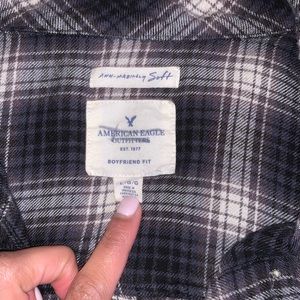 AHH-MAZINGLY Soft
AMERICAN EAGLE
OUTFITTERS
EST. 1977
BOYFRIEND FIT